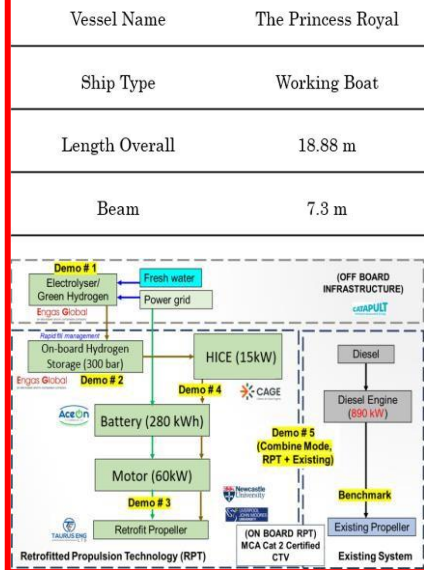 Vessel Name The Princess Royal
Ship Type Working Boat
Length Overall 18.88 m
Beam 7.3 m
Demo # 1
Electrolyser/
Green Hydrogen
Fresh water
Power grid
(OFF BOARD
INFRASTRUCTURE)
CATAPULT
Engas Global
Rapid fill management
On-board Hydrogen
Storage (300 bar)
HICE (15kW)
Engas Global
Demo # 2
Demo # 4
CAGE
AceOn
Battery (280 kWh)
Demo # 5
(Combine Mode,
RPT + Existing)
Motor (60kW)
Demo # 3
Newcastle
University
LIVERPOOL
JOHN MOORES
UNIVERSITY
TAURUS ENG
Retrofit Propeller
(ON BOARD RPT)
MCA Cat 2 Certified
CTV
Retrofitted Propulsion Technology (RPT)
Diesel
Diesel Engine
(890 kW)
Benchmark
Existing Propeller
Existing System